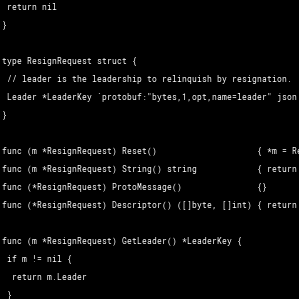 return nil
}
type ResignRequest struct {
// leader is the leadership to relinquish by resignation.
Leader *LeaderKey `protobuf:"bytes,1,opt,name=leader" json
}
func (m *ResignRequest) Reset() { *m = Re
func (m *ResignRequest) String() string { return
func (*ResignRequest) ProtoMessage() {}
func (*ResignRequest) Descriptor() ([]byte, []int) { return
func (m *ResignRequest) GetLeader() *LeaderKey {
if m != nil {
return m.Leader
}